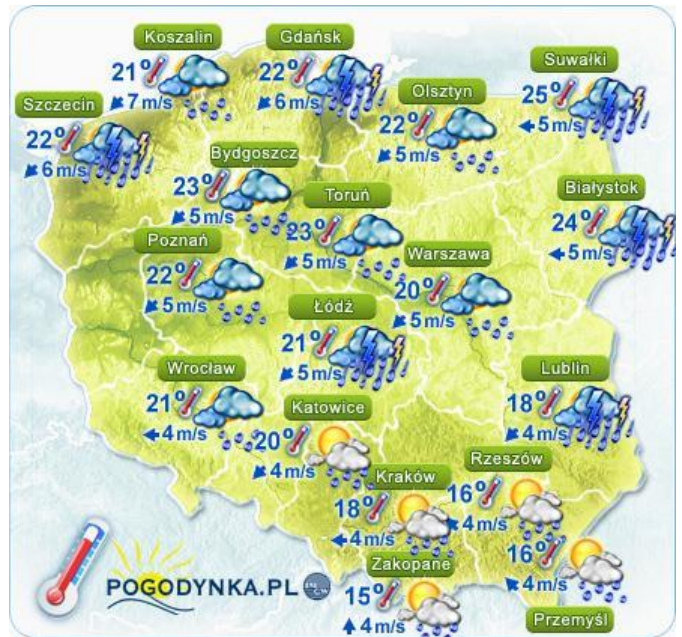 Koszalin
21°
7 m/s
Gdańsk
22°
6 m/s
Suwałki
25°
5 m/s
Szczecin
22°
6 m/s
Olsztyn
22°
5 m/s
Bydgoszcz
23°
5 m/s
Toruń
23°
5 m/s
Białystok
24°
5 m/s
Poznań
22°
5 m/s
Warszawa
20°
5 m/s
Łódź
21°
5 m/s
Wrocław
21°
4 m/s
Katowice
20°
4 m/s
Lublin
18°
4 m/s
Kraków
18°
4 m/s
Rzeszów
16°
4 m/s
Zakopane
15°
4 m/s
16°
4 m/s
Przemyśl
POGODYNKA.PL